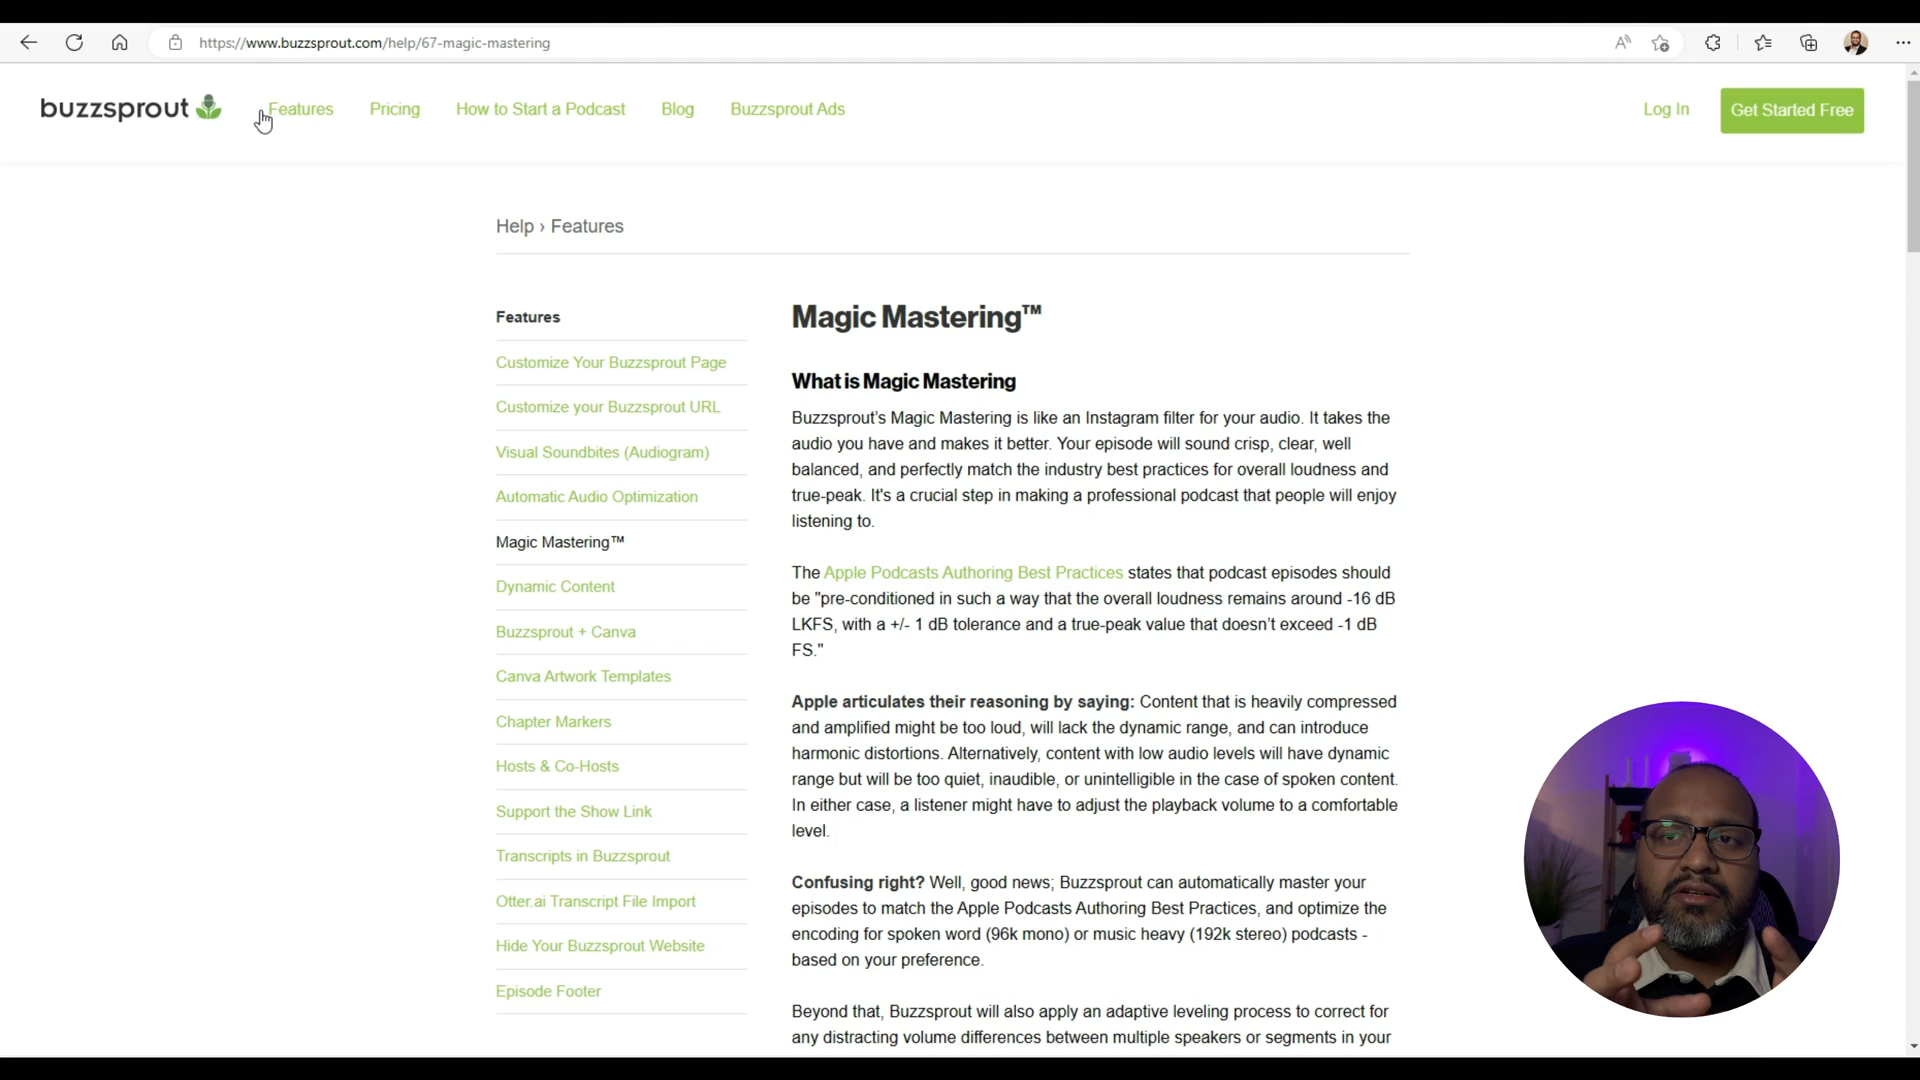 https://www.buzzsprout.com/help/67-magic-mastering
buzzsprout
Features
Pricing
How to Start a Podcast
Blog
Buzzsprout Ads
Log In
Get Started Free
Help › Features
Features
Customize Your Buzzsprout Page
Customize your Buzzsprout URL
Visual Soundbites (Audiogram)
Automatic Audio Optimization
Magic Mastering™
Dynamic Content
Buzzsprout + Canva
Canva Artwork Templates
Chapter Markers
Hosts & Co-Hosts
Support the Show Link
Transcripts in Buzzsprout
Otter.ai Transcript File Import
Hide Your Buzzsprout Website
Episode Footer
Magic Mastering™
What is Magic Mastering
Buzzsprout's Magic Mastering is like an Instagram filter for your audio. It takes the
audio you have and makes it better. Your episode will sound crisp, clear, well
balanced, and perfectly match the industry best practices for overall loudness and
true-peak. It's a crucial step in making a professional podcast that people will enjoy
listening to.
The Apple Podcasts Authoring Best Practices states that podcast episodes should
be "pre-conditioned in such a way that the overall loudness remains around -16 dB
LKFS, with a +/- 1 dB tolerance and a true-peak value that doesn't exceed -1 dB
FS."
Apple articulates their reasoning by saying: Content that is heavily compressed
and amplified might be too loud, will lack the dynamic range, and can introduce
harmonic distortions. Alternatively, content with low audio levels will have dynamic
range but will be too quiet, inaudible, or unintelligible in the case of spoken content.
In either case, a listener might have to adjust the playback volume to a comfortable
level.
Confusing right? Well, good news; Buzzsprout can automatically master your
episodes to match the Apple Podcasts Authoring Best Practices, and optimize the
encoding for spoken word (96k mono) or music heavy (192k stereo) podcasts -
based on your preference.
Beyond that, Buzzsprout will also apply an adaptive leveling process to correct for
any distracting volume differences between multiple speakers or segments in your